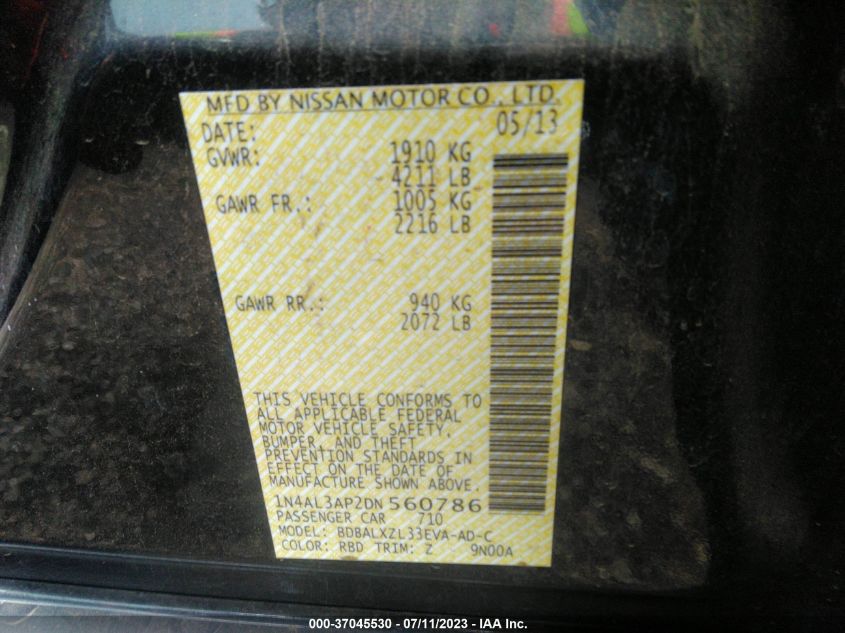 MFD BY NISSAN MOTOR CO., LTD.
DATE: 05/13
GVWR: 1910 KG
4211 LB
GAWR FR.: 1005 KG
2216 LB
GAWR RR.: 940 KG
2072 LB
THIS VEHICLE CONFORMS TO
ALL APPLICABLE FEDERAL
MOTOR VEHICLE SAFETY,
BUMPER, AND THEFT
PREVENTION STANDARDS IN
EFFECT ON THE DATE OF
MANUFACTURE SHOWN ABOVE.
1N4AL3AP2DN560786
PASSENGER CAR 710
MODEL: BDBALXZL33EVA-AD-C
COLOR: RBD TRIM: Z 9N00A
000-37045530 - 07/11/2023 - IAA Inc.